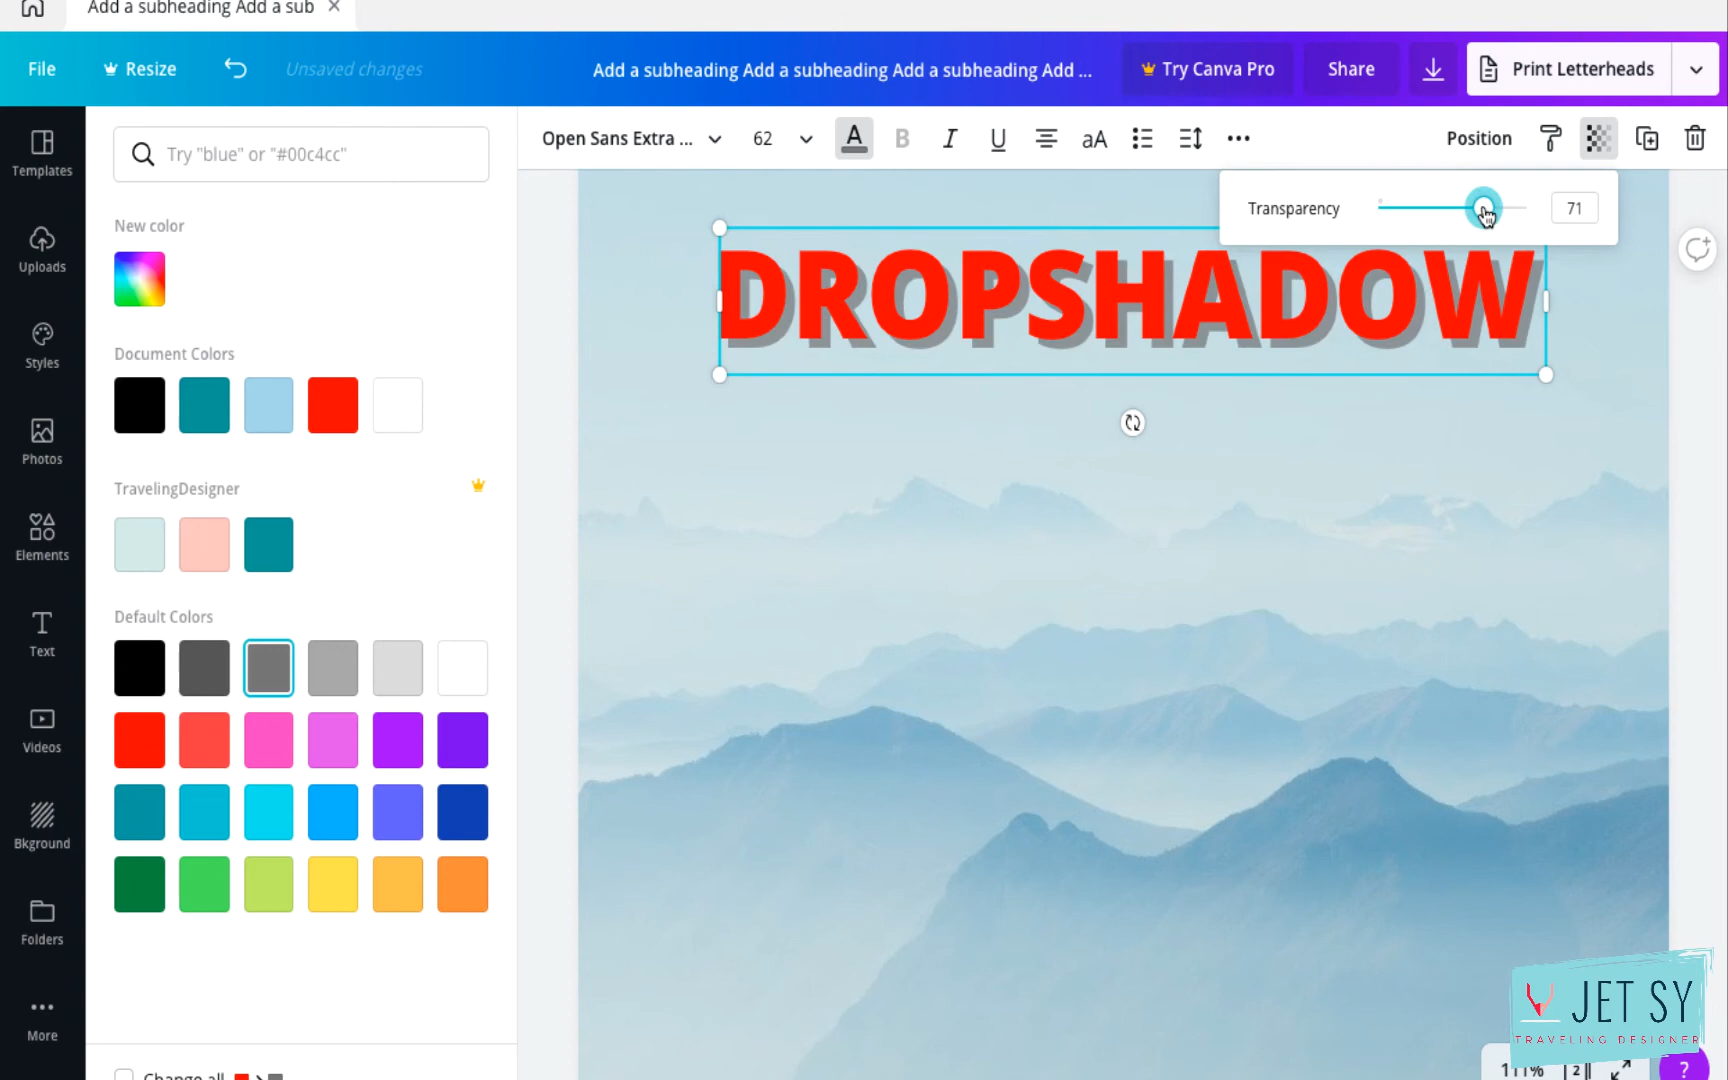 Add a subheading Add a sub
File
Resize
Unsaved changes
Add a subheading Add a subheading Add a subheading Add ...
Try Canva Pro
Share
Print Letterheads
Templates
Uploads
Styles
Photos
Elements
Text
Videos
Bkground
Folders
More
Try "blue" or "#00c4cc"
New color
Document Colors
TravelingDesigner
Default Colors
Change all
Open Sans Extra ...
62
A
B
I
U
aA
Position
Transparency
71
DROPSHADOW
JET SY
TRAVELING DESIGNER
111%
2
?